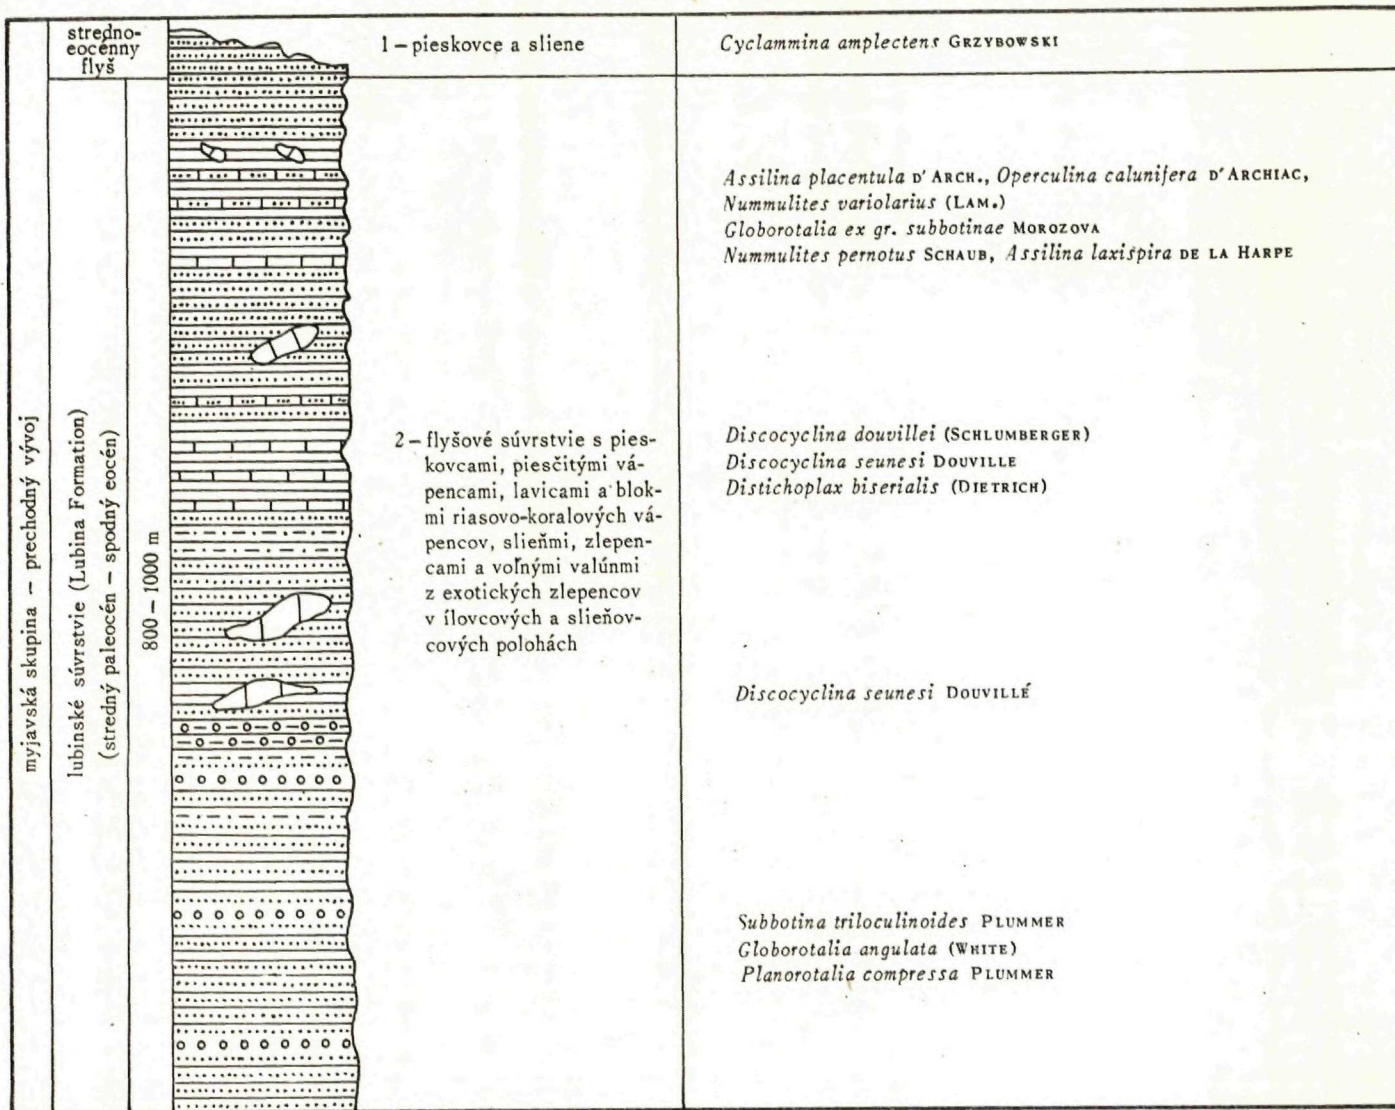 stredno-
eocénny
flyš
1 – pieskovce a sliene
Cyclammina amplectens GRZYBOWSKI
myjavská skupina – prechodný vývoj
lubinské súvrstvie (Lubina Formation)
(stredný paleocén – spodný eocén)
800 – 1000 m
2 – flyšové súvrstvie s pies-
kovcami, piesčitými vá-
pencami, lavicami a blok-
mi riasovo-koralových vá-
pencov, slieňmi, zlepen-
cami a voľnými valúnmi
z exotických zlepencov
v ílovcových a slieňov-
cových polohách
Assilina placentula D'ARCH., Operculina calunifera D'ARCHIAC,
Nummulites variolarius (LAM.)
Globorotalia ex gr. subbotinae MOROZOVA
Nummulites pernotus SCHAUB, Assilina laxispira DE LA HARPE
Discocyclina douvillei (SCHLUMBERGER)
Discocyclina seunesi DOUVILLE
Distichoplax biserialis (DIETRICH)
Discocyclina seunesi DOUVILLÉ
Subbotina triloculinoides PLUMMER
Globorotalia angulata (WHITE)
Planorotalia compressa PLUMMER